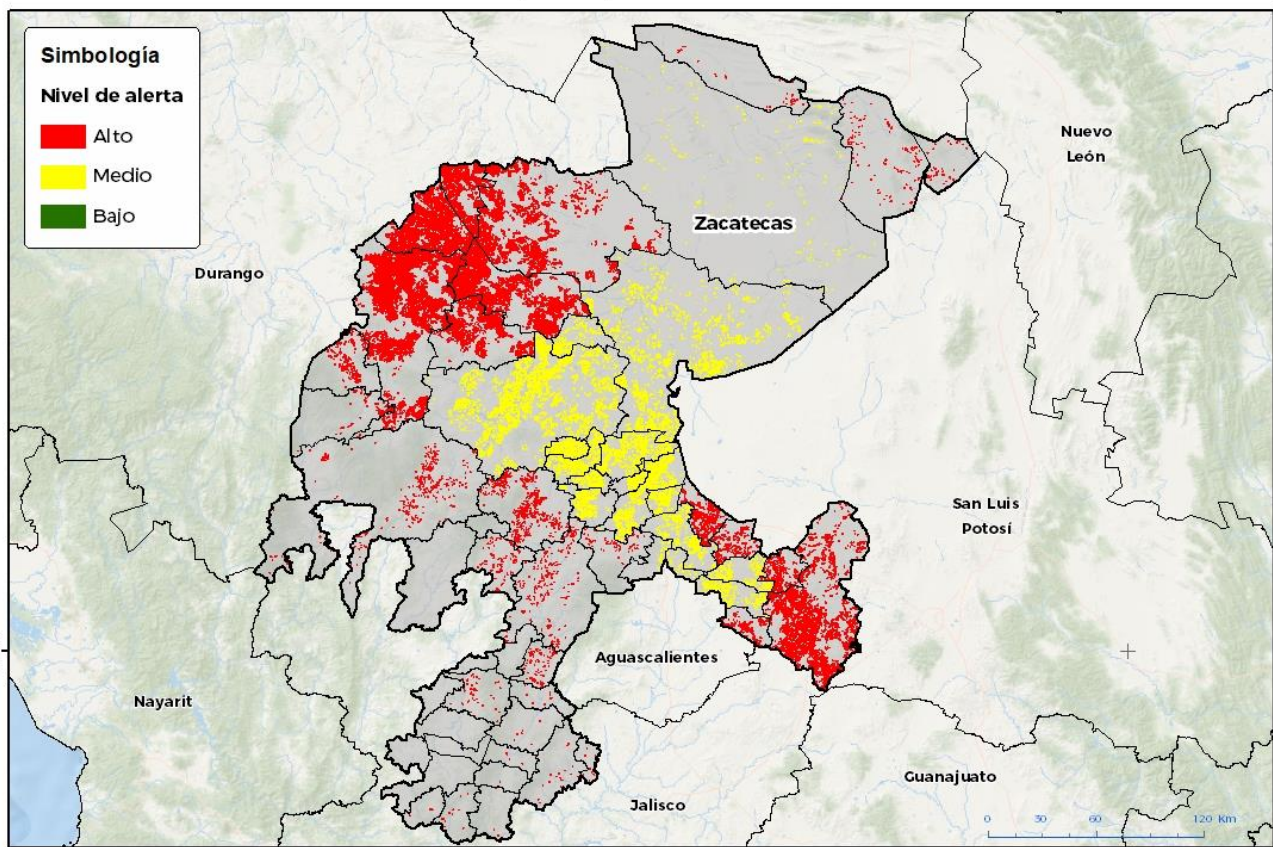 Simbología
Nivel de alerta
Alto
Medio
Bajo
Nuevo
León
Zacatecas
Durango
San Luis
Potosí
Aguascalientes
Nayarit
Guanajuato
Jalisco
0 30 60 120 Km